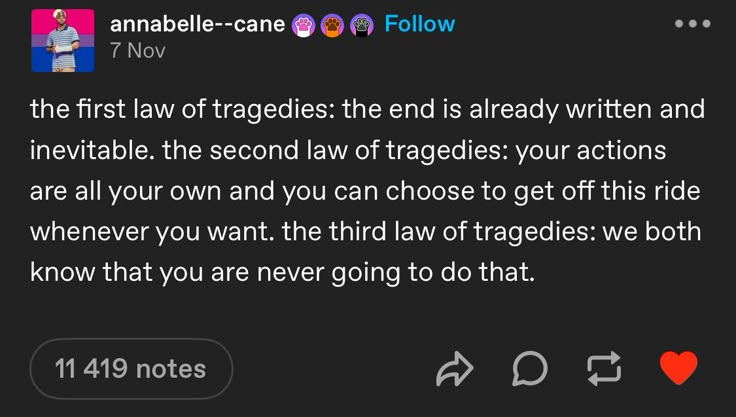 annabelle--cane Follow
7 Nov
the first law of tragedies: the end is already written and
inevitable. the second law of tragedies: your actions
are all your own and you can choose to get off this ride
whenever you want. the third law of tragedies: we both
know that you are never going to do that.
11 419 notes